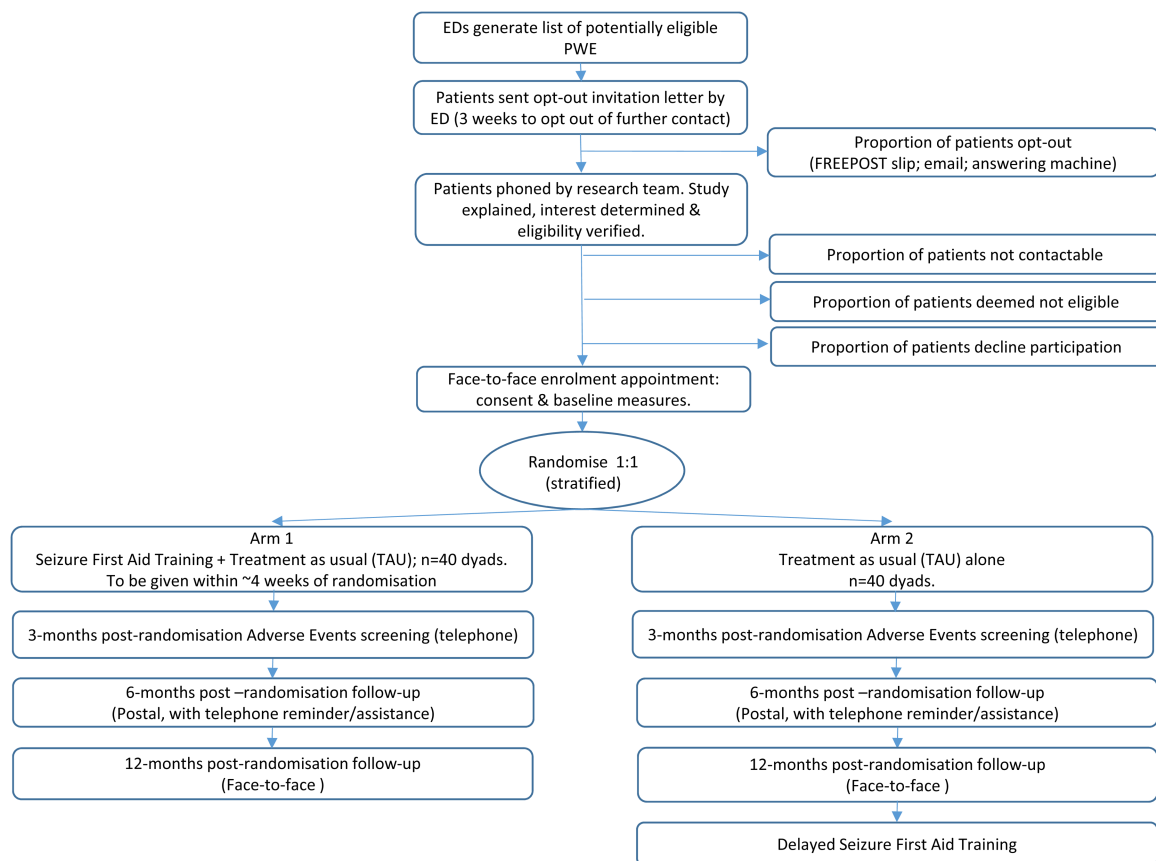 EDs generate list of potentially eligible
PWE
Patients sent opt-out invitation letter by
ED (3 weeks to opt out of further contact)
Proportion of patients opt-out
(FREEPOST slip; email; answering machine)
Patients phoned by research team. Study
explained, interest determined &
eligibility verified.
Proportion of patients not contactable
Proportion of patients deemed not eligible
Proportion of patients decline participation
Face-to-face enrolment appointment:
consent & baseline measures.
Randomise 1:1
(stratified)
Arm 1
Seizure First Aid Training + Treatment as usual (TAU); n=40 dyads.
To be given within ~4 weeks of randomisation
3-months post-randomisation Adverse Events screening (telephone)
6-months post –randomisation follow-up
(Postal, with telephone reminder/assistance)
12-months post-randomisation follow-up
(Face-to-face )
Arm 2
Treatment as usual (TAU) alone
n=40 dyads.
3-months post-randomisation Adverse Events screening (telephone)
6-months post –randomisation follow-up
(Postal, with telephone reminder/assistance)
12-months post-randomisation follow-up
(Face-to-face )
Delayed Seizure First Aid Training